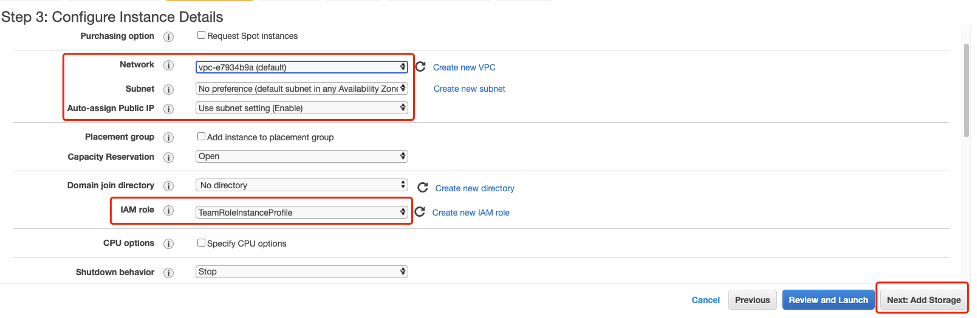 Step 3: Configure Instance Details
Purchasing option i Request Spot instances
Network i vpc-e7934b9a (default) Create new VPC
Subnet i No preference (default subnet in any Availability Zone Create new subnet
Auto-assign Public IP i Use subnet setting (Enable)
Placement group i Add instance to placement group
Capacity Reservation i Open
Domain join directory i No directory Create new directory
IAM role i TeamRoleInstanceProfile Create new IAM role
CPU options i Specify CPU options
Shutdown behavior i Stop
Cancel Previous Review and Launch Next: Add Storage